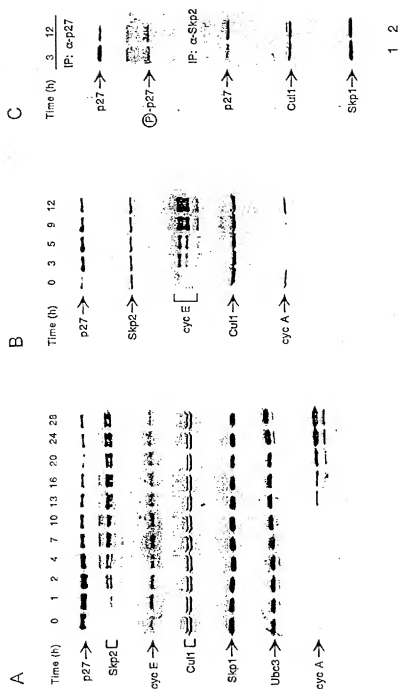 A
Time (h) 0 1 2 4 7 10 13 16 20 24 28
p27
Skp2
cyc E
Cul1
Skp1
Ubc3
cyc A
B
Time (h) 0 3 5 9 12
p27
Skp2
cyc E
Cul1
cyc A
C
Time (h) 3 12
IP: α-p27
p27
P-p27
IP: α-Skp2
p27
Cul1
Skp1
1 2